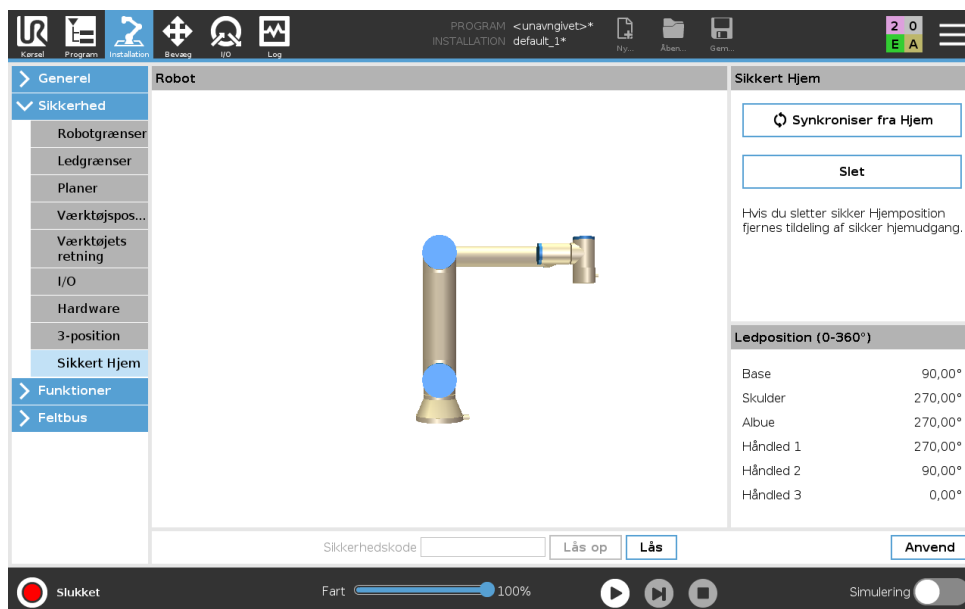 PROGRAM <unavngivet>*
INSTALLATION default_1*
Ny... Åben... Gem...
2 0
E A
Kørsel Program Installation Bevæg I/O Log
Generel
Sikkerhed
Robotgrænser
Ledgrænser
Planer
Værktøjspos...
Værktøjets
retning
I/O
Hardware
3-position
Sikkert Hjem
Funktioner
Feltbus
Robot
Sikkert Hjem
Synkroniser fra Hjem
Slet
Hvis du sletter sikker Hjemposition
fjernes tildeling af sikker hjemudgang.
Ledposition (0-360°)
Base 90,00°
Skulder 270,00°
Albue 270,00°
Håndled 1 270,00°
Håndled 2 90,00°
Håndled 3 0,00°
Sikkerhedskode Lås op Lås Anvend
Slukket Fart 100% Simulering